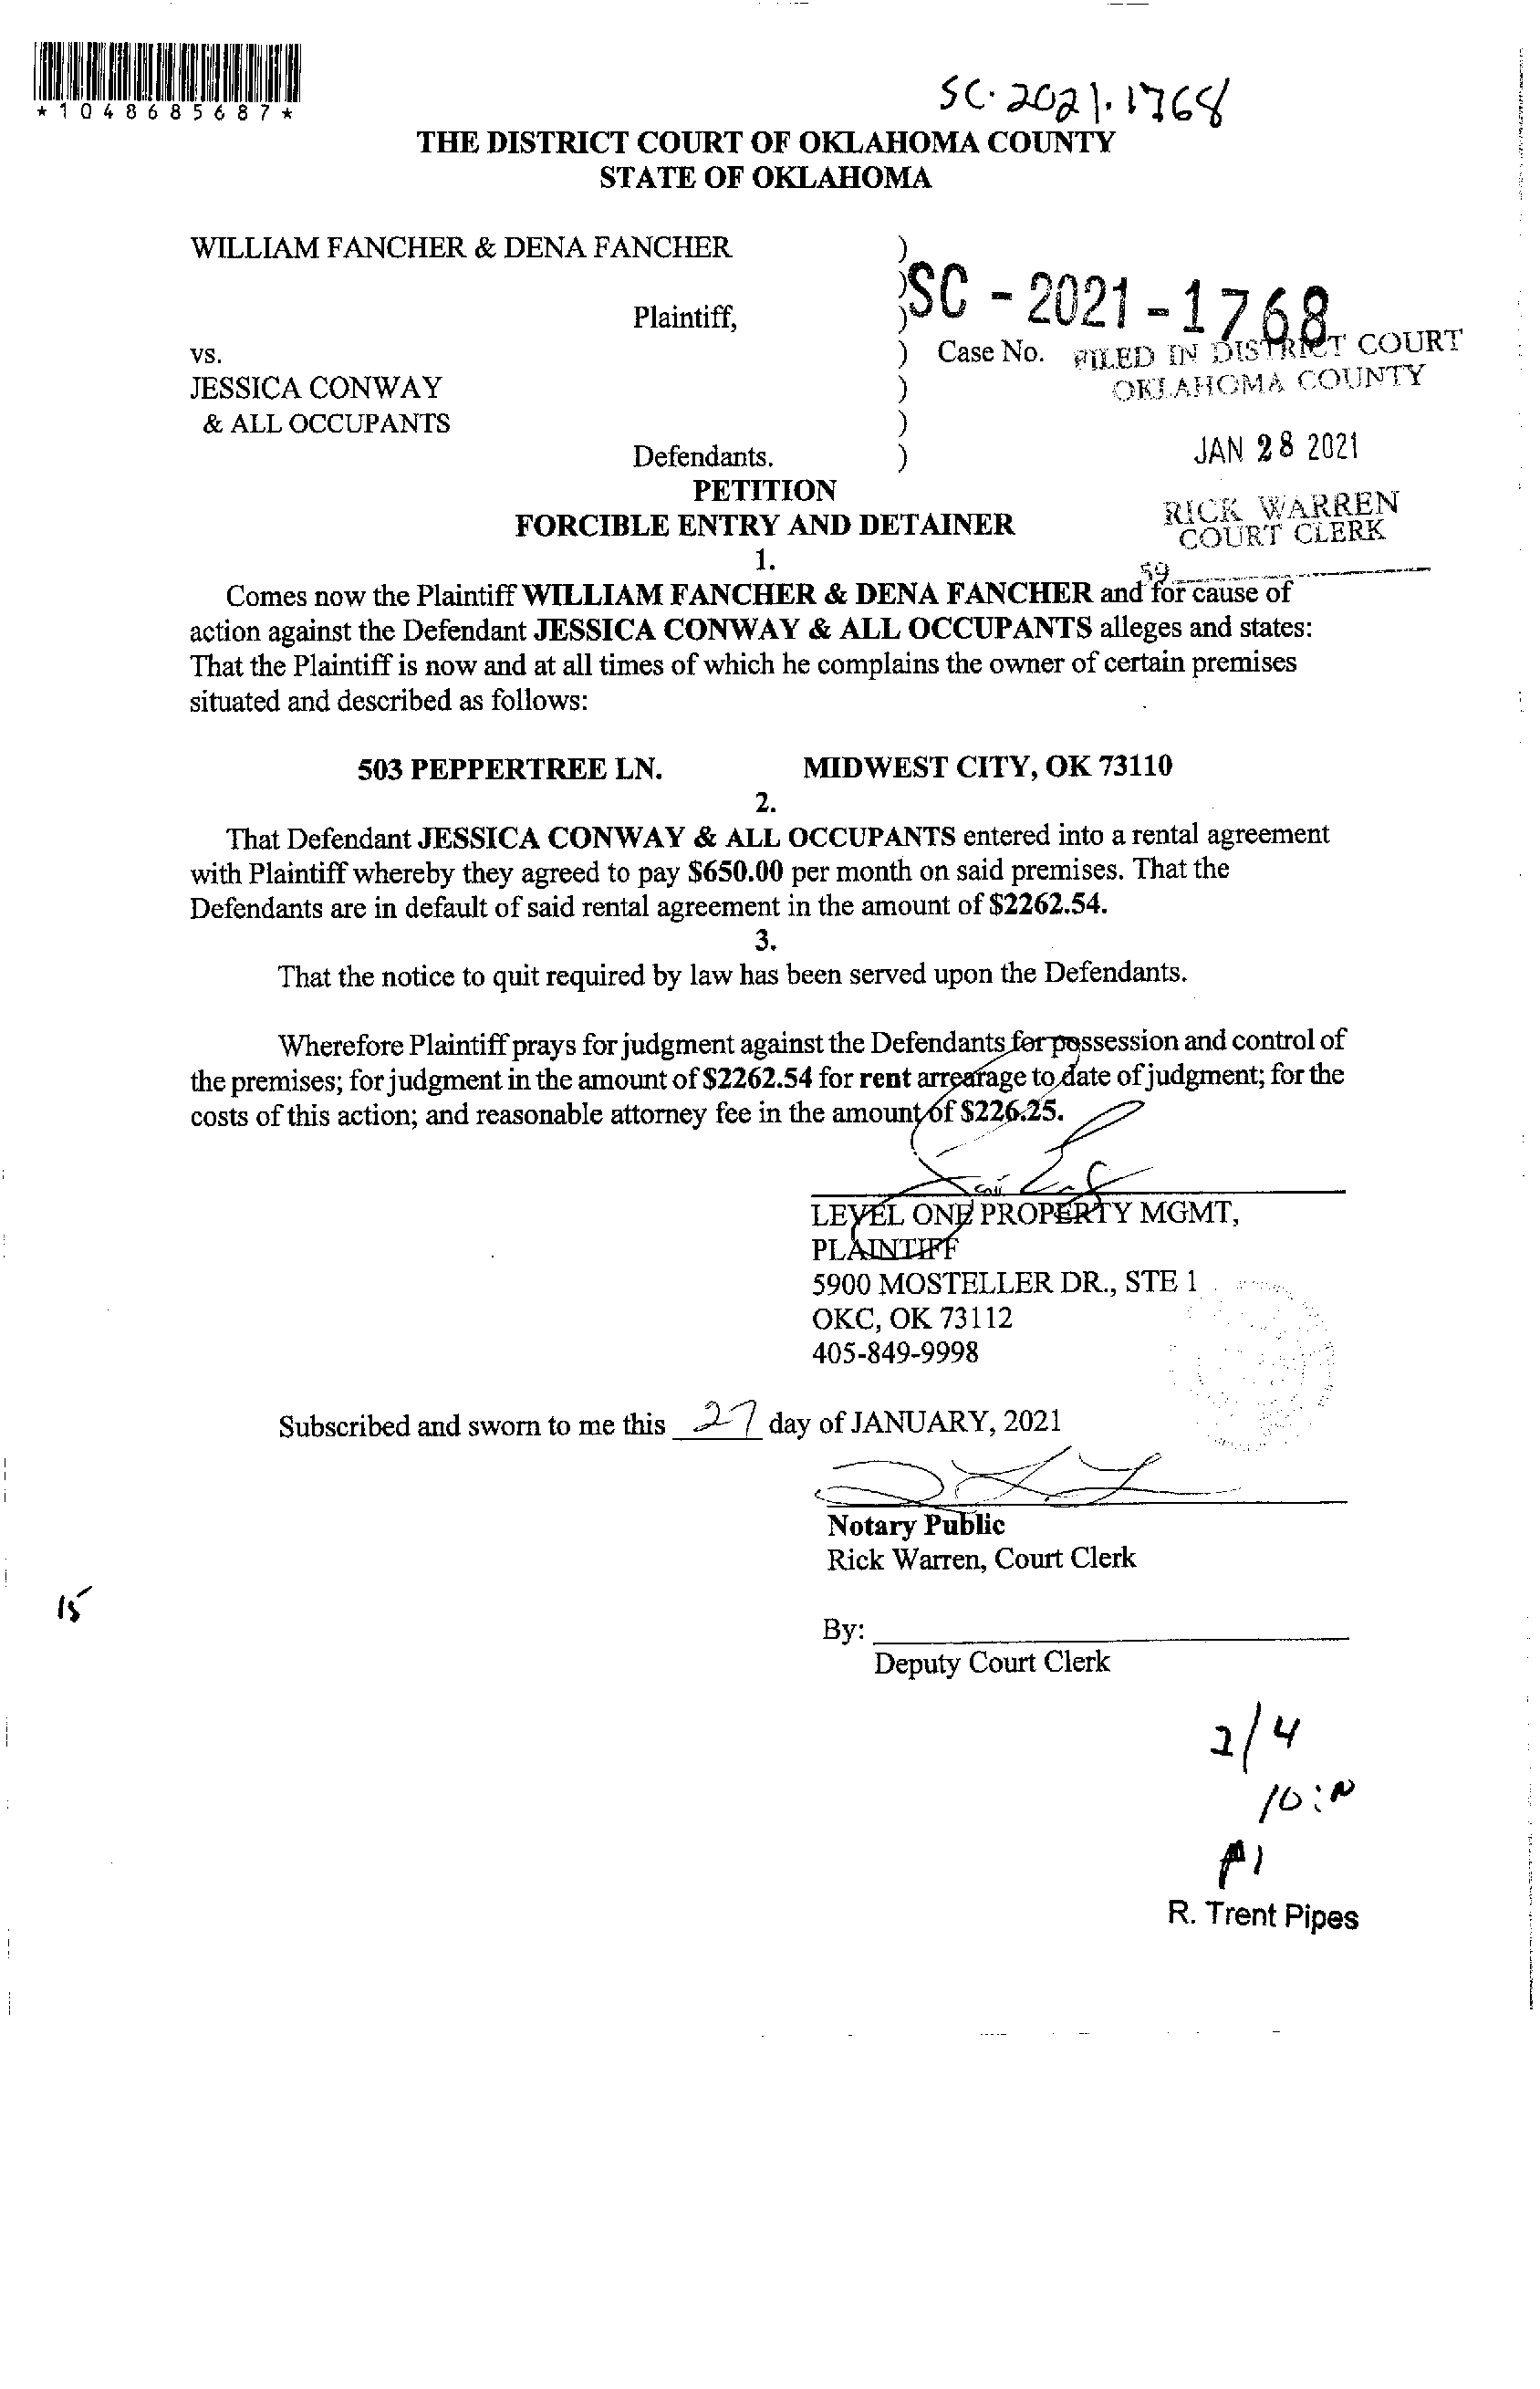 *1048685687*
SC·2021·1768
THE DISTRICT COURT OF OKLAHOMA COUNTY
STATE OF OKLAHOMA
WILLIAM FANCHER & DENA FANCHER )
)
Plaintiff, )
SC - 2021 - 1768
vs. ) Case No.
FILED IN DISTRICT COURT
OKLAHOMA COUNTY
JESSICA CONWAY )
& ALL OCCUPANTS )
Defendants. )
JAN 28 2021
PETITION
RICK WARREN
COURT CLERK
FORCIBLE ENTRY AND DETAINER
1.
59
Comes now the Plaintiff WILLIAM FANCHER & DENA FANCHER and for cause of
action against the Defendant JESSICA CONWAY & ALL OCCUPANTS alleges and states:
That the Plaintiff is now and at all times of which he complains the owner of certain premises
situated and described as follows:
503 PEPPERTREE LN. MIDWEST CITY, OK 73110
2.
That Defendant JESSICA CONWAY & ALL OCCUPANTS entered into a rental agreement
with Plaintiff whereby they agreed to pay $650.00 per month on said premises. That the
Defendants are in default of said rental agreement in the amount of $2262.54.
3.
That the notice to quit required by law has been served upon the Defendants.
Wherefore Plaintiff prays for judgment against the Defendants for possession and control of
the premises; for judgment in the amount of $2262.54 for rent arrearage to date of judgment; for the
costs of this action; and reasonable attorney fee in the amount of $226.25.
LEVEL ONE PROPERTY MGMT,
PLAINTIFF
5900 MOSTELLER DR., STE 1
OKC, OK 73112
405-849-9998
Subscribed and sworn to me this 27 day of JANUARY, 2021
Notary Public
Rick Warren, Court Clerk
15
By:
Deputy Court Clerk
2/4
R. Trent Pipes